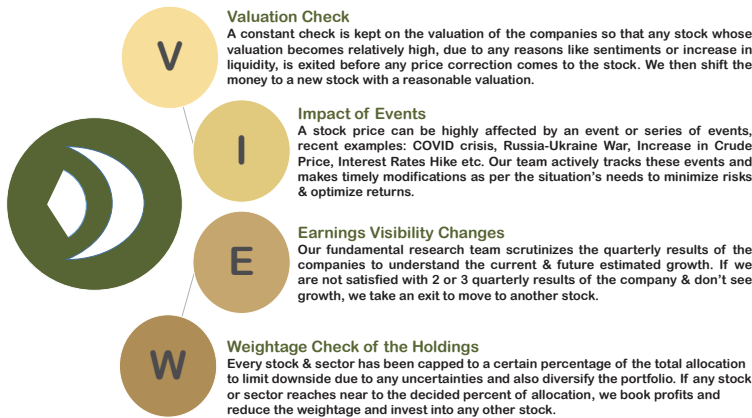 V
Valuation Check
A constant check is kept on the valuation of the companies so that any stock whose
valuation becomes relatively high, due to any reasons like sentiments or increase in
liquidity, is exited before any price correction comes to the stock. We then shift the
money to a new stock with a reasonable valuation.
I
Impact of Events
A stock price can be highly affected by an event or series of events,
recent examples: COVID crisis, Russia-Ukraine War, Increase in Crude
Price, Interest Rates Hike etc. Our team actively tracks these events and
makes timely modifications as per the situation's needs to minimize risks
& optimize returns.
E
Earnings Visibility Changes
Our fundamental research team scrutinizes the quarterly results of the
companies to understand the current & future estimated growth. If we
are not satisfied with 2 or 3 quarterly results of the company & don't see
growth, we take an exit to move to another stock.
W
Weightage Check of the Holdings
Every stock & sector has been capped to a certain percentage of the total allocation
to limit downside due to any uncertainties and also diversify the portfolio. If any stock
or sector reaches near to the decided percent of allocation, we book profits and
reduce the weightage and invest into any other stock.